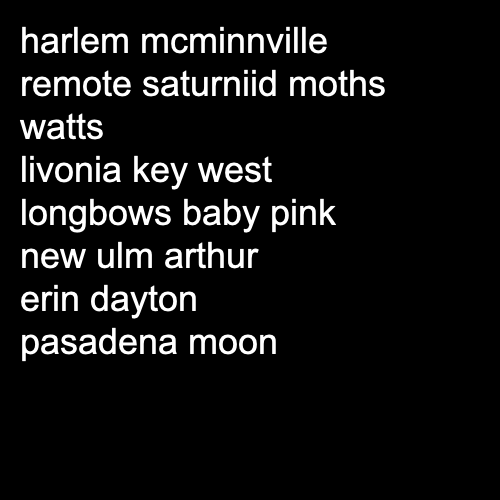 harlem mcminnville
remote saturniid moths
watts
livonia key west
longbows baby pink
new ulm arthur
erin dayton
pasadena moon